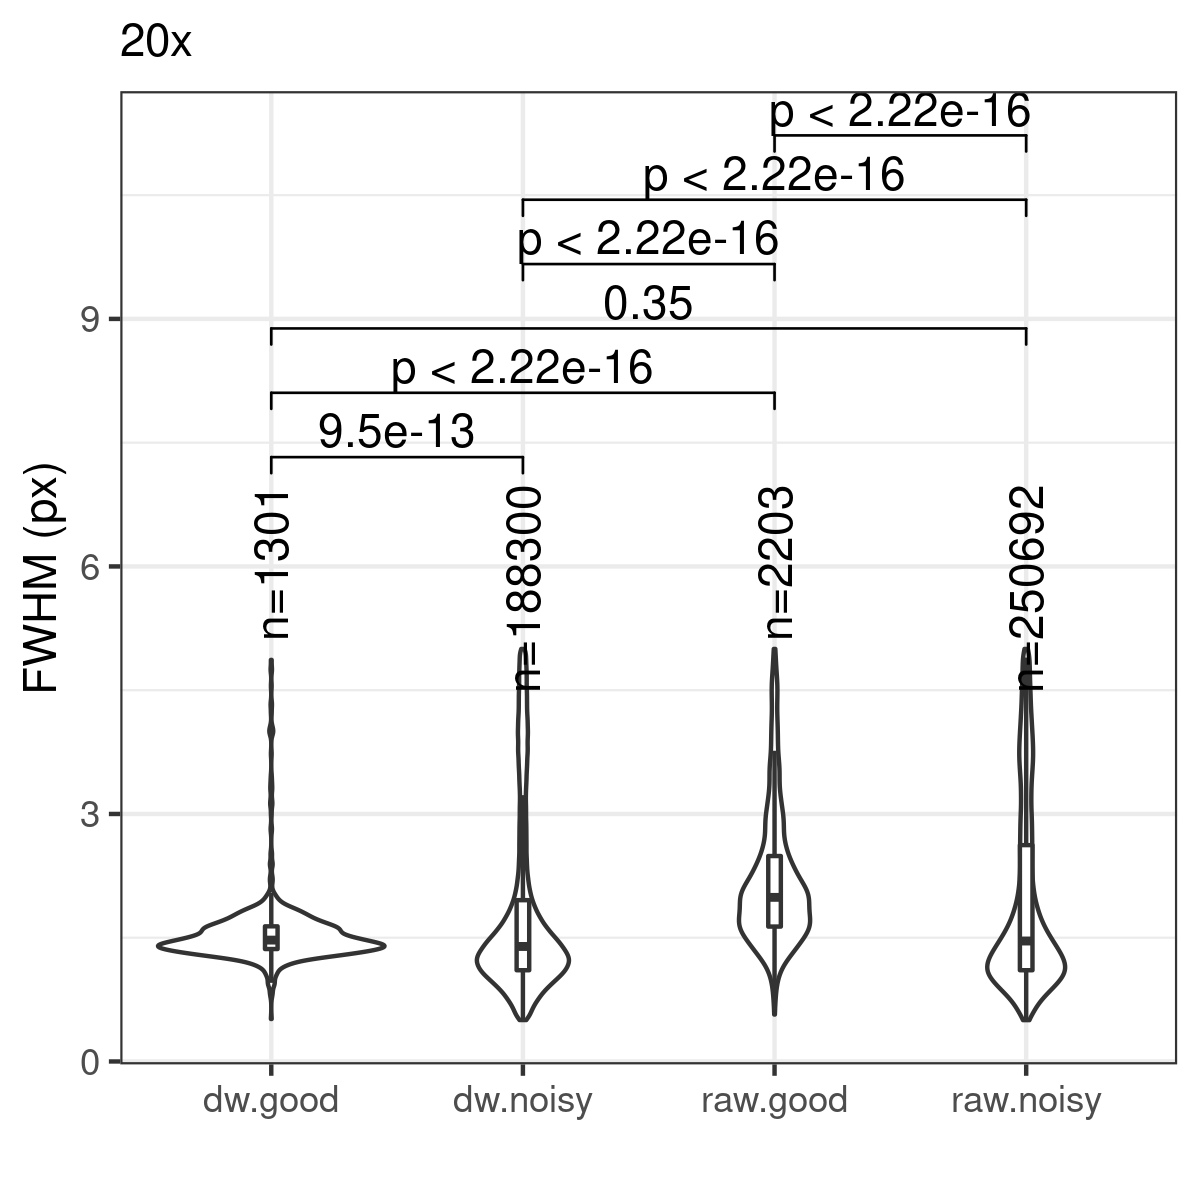 20x
p < 2.22e-16
p < 2.22e-16
p < 2.22e-16
0.35
p < 2.22e-16
9.5e-13
n=1301
n=188300
n=2203
n=250692
FWHM (px)
9
6
3
0
dw.good
dw.noisy
raw.good
raw.noisy